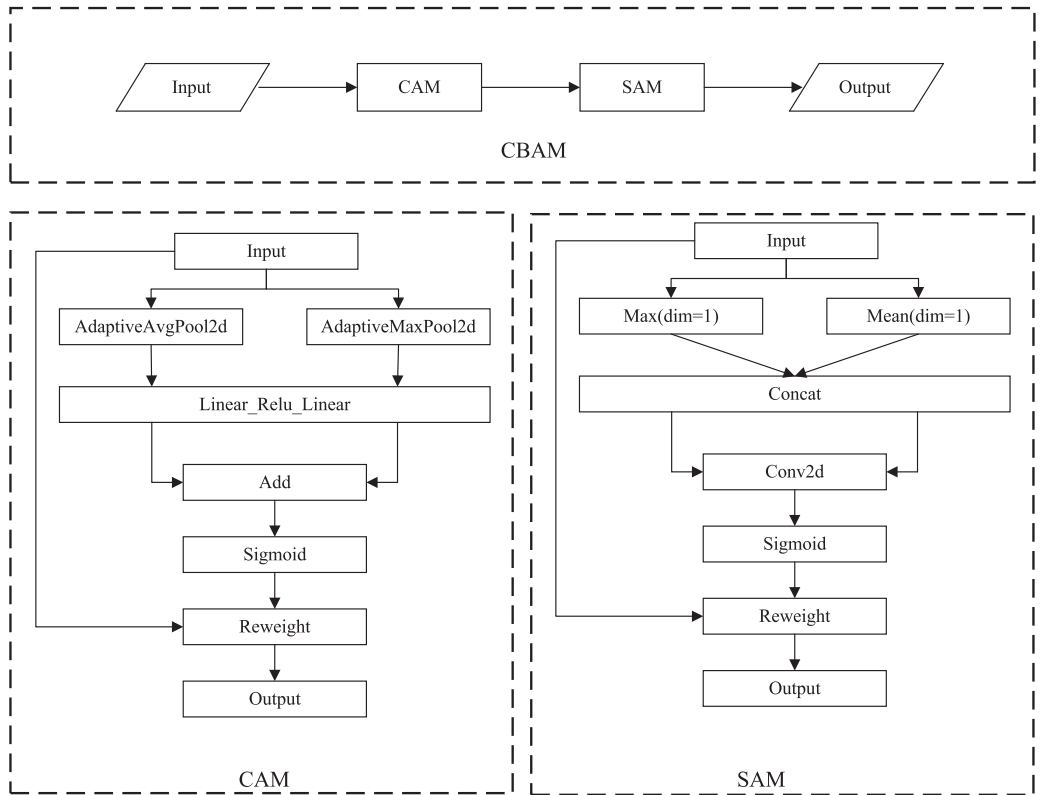 Input
CAM
SAM
Output
CBAM
Input
AdaptiveAvgPool2d
AdaptiveMaxPool2d
Linear_Relu_Linear
Add
Sigmoid
Reweight
Output
CAM
Input
Max(dim=1)
Mean(dim=1)
Concat
Conv2d
Sigmoid
Reweight
Output
SAM